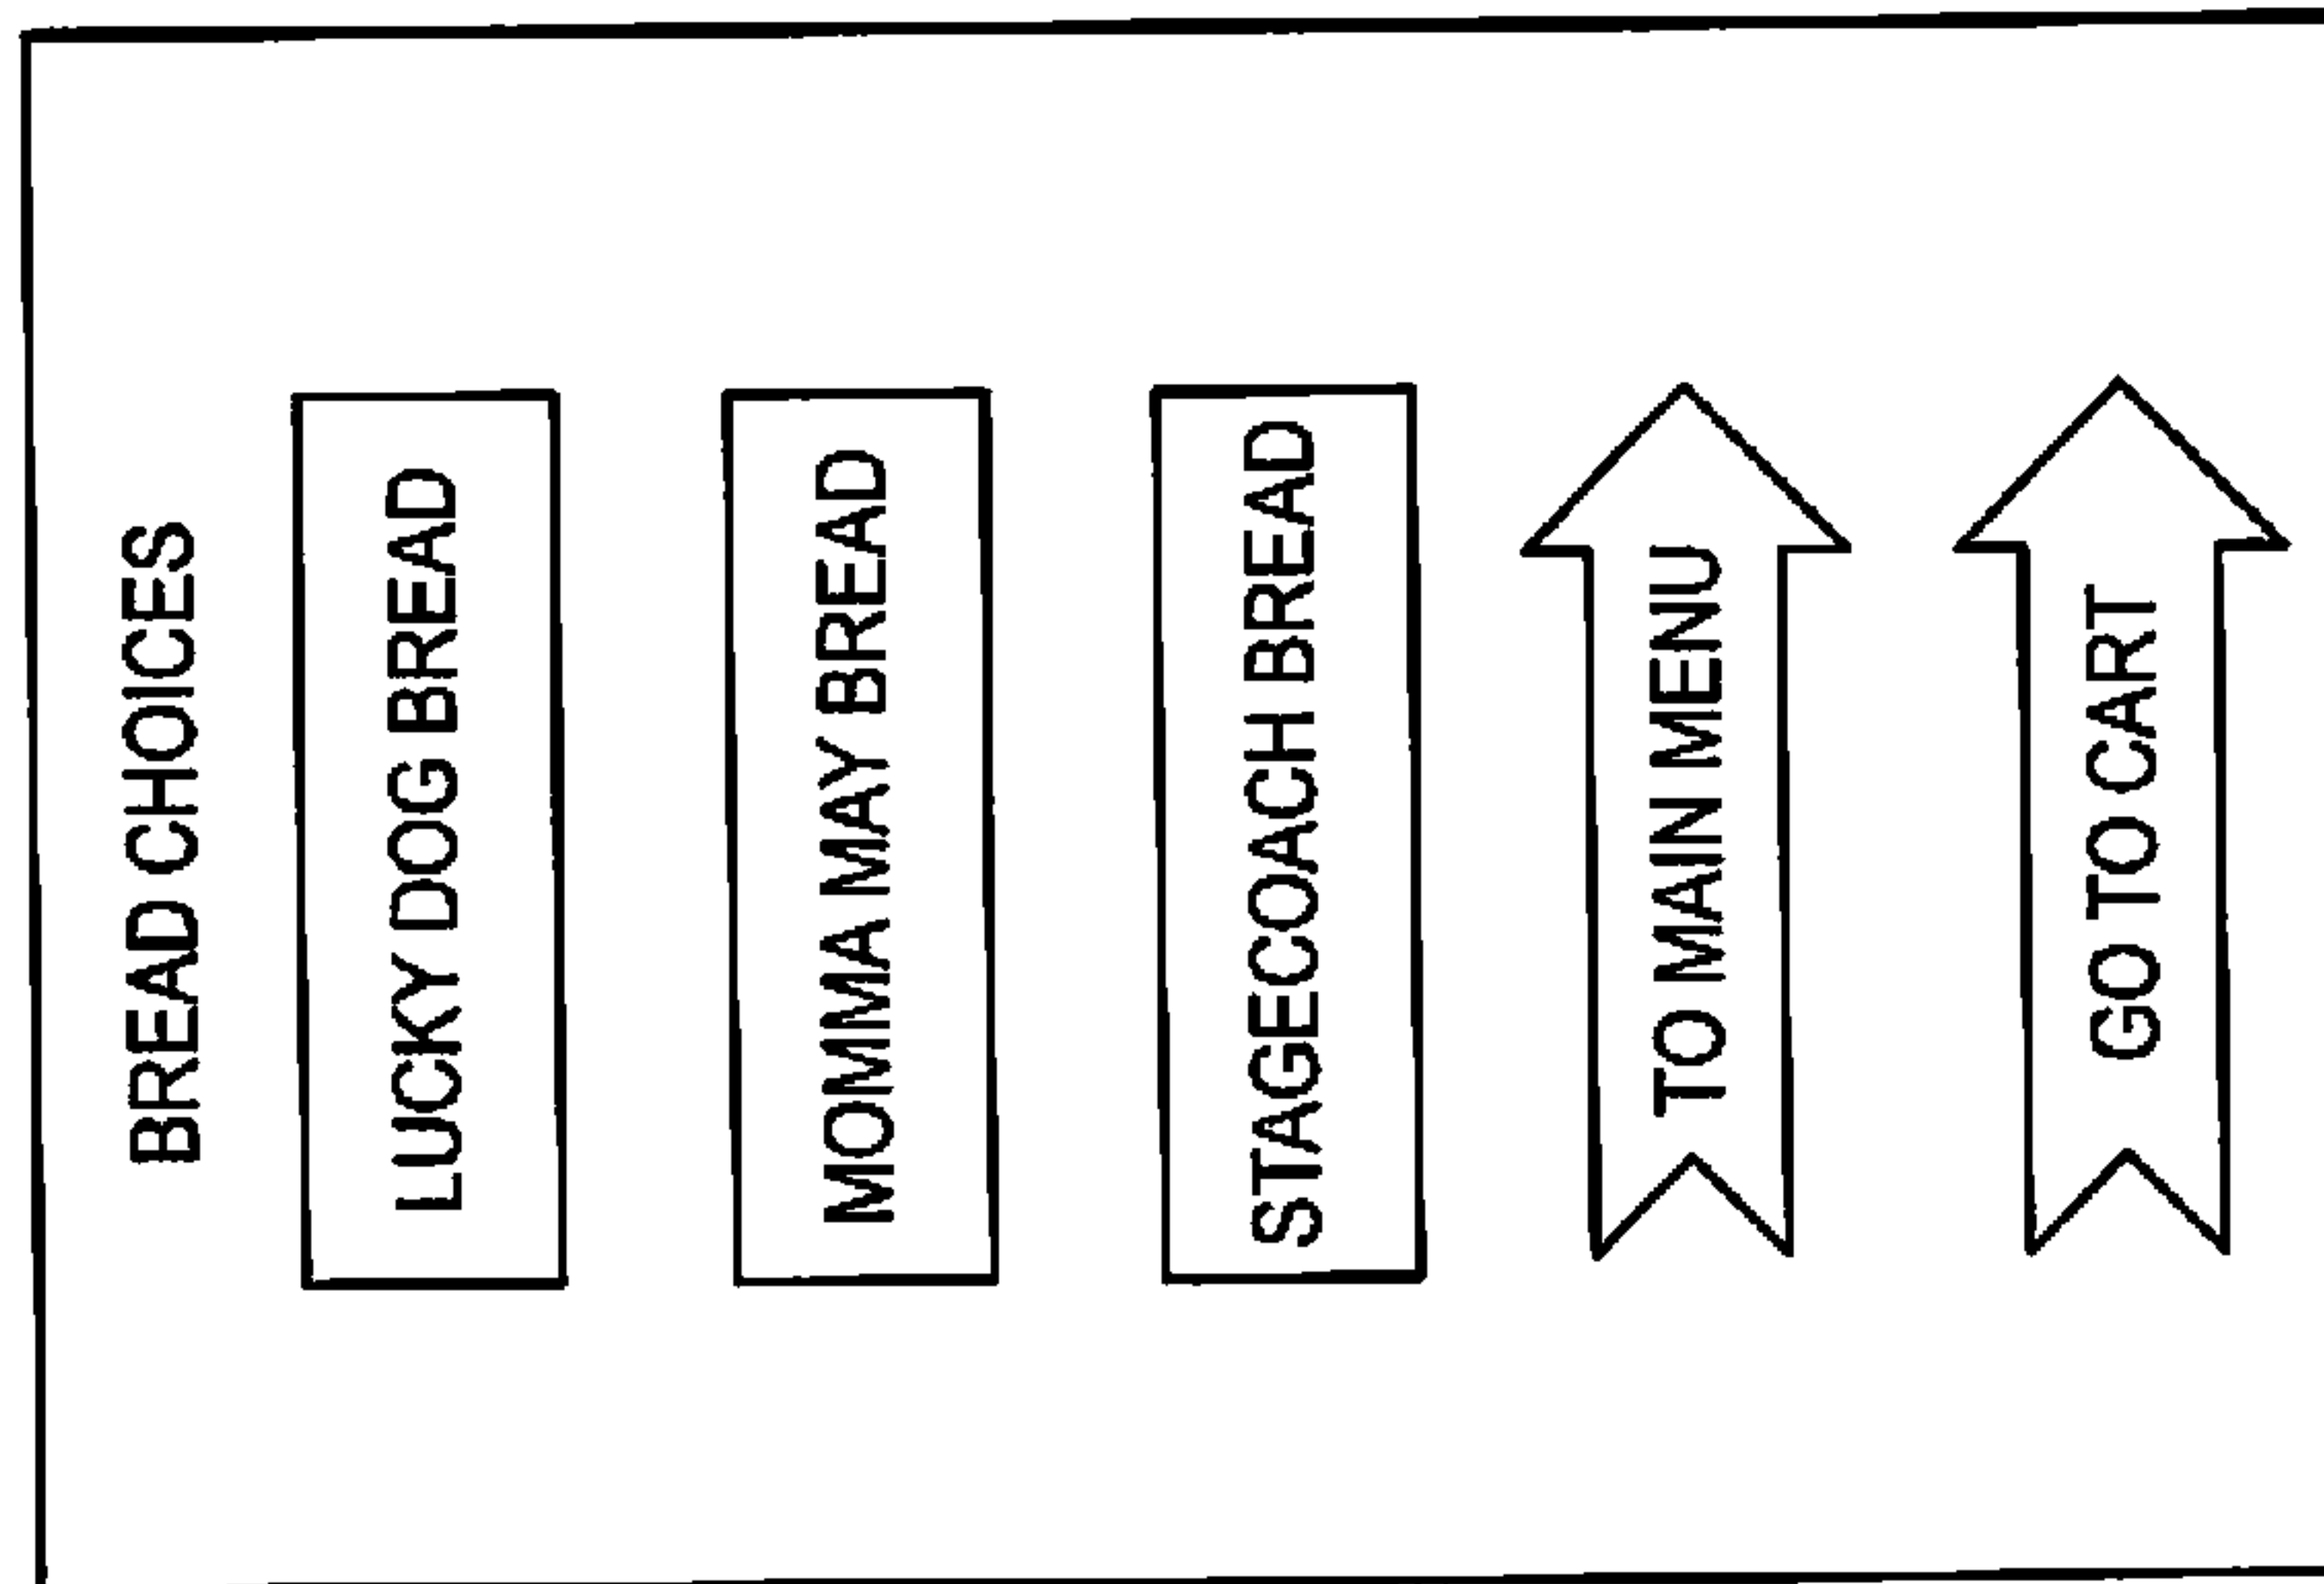 BREAD CHOICES
LUCKY DOG BREAD
MOMMA MAY BREAD
STAGECOACH BREAD
TO MAIN MENU
GO TO CART